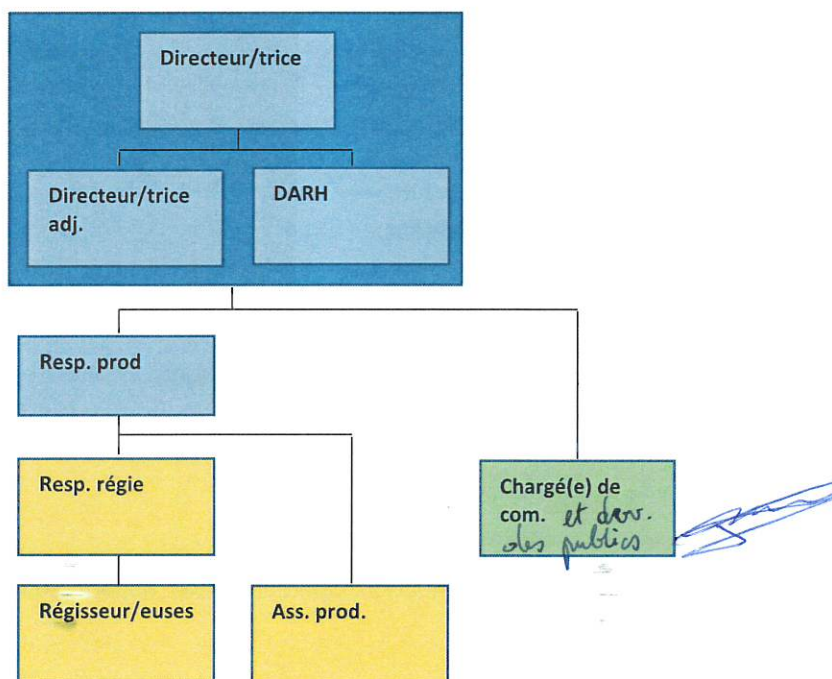 Directeur/trice
Directeur/trice
adj.
DARH
Resp. prod
Resp. régie
Chargé(e) de
com. et dev.
des publics
Régisseur/euses
Ass. prod.